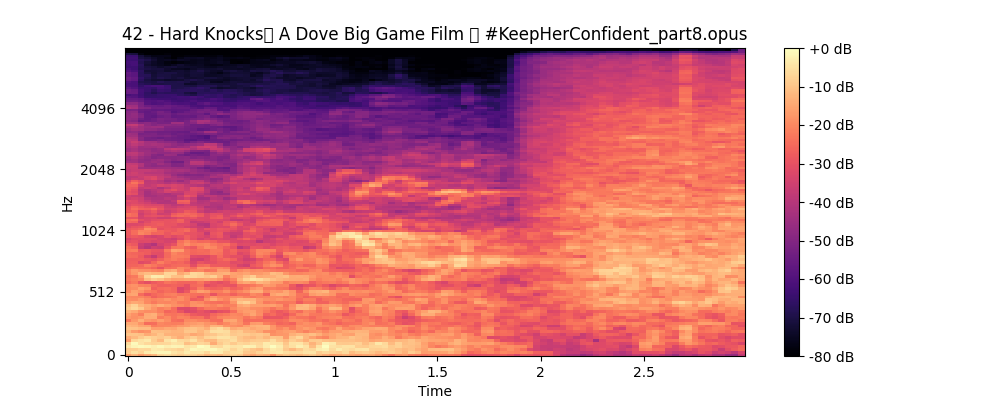 42 - Hard Knocks▯ A Dove Big Game Film ▯ #KeepHerConfident_part8.opus
Hz
4096
2048
1024
512
0
0 0.5 1 1.5 2 2.5
Time
+0 dB
-10 dB
-20 dB
-30 dB
-40 dB
-50 dB
-60 dB
-70 dB
-80 dB